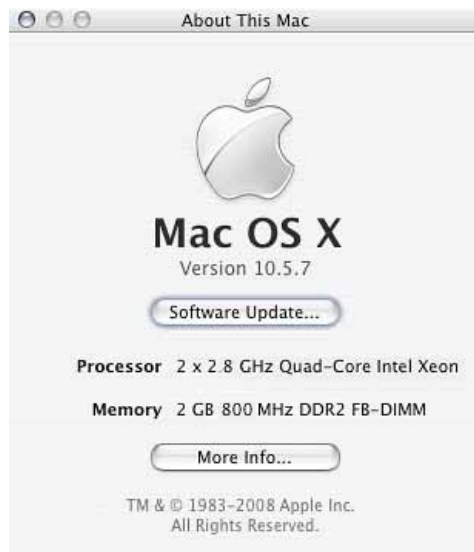 About This Mac
Mac OS X
Version 10.5.7
Software Update...
Processor 2 x 2.8 GHz Quad-Core Intel Xeon
Memory 2 GB 800 MHz DDR2 FB-DIMM
More Info...
TM & © 1983-2008 Apple Inc.
All Rights Reserved.